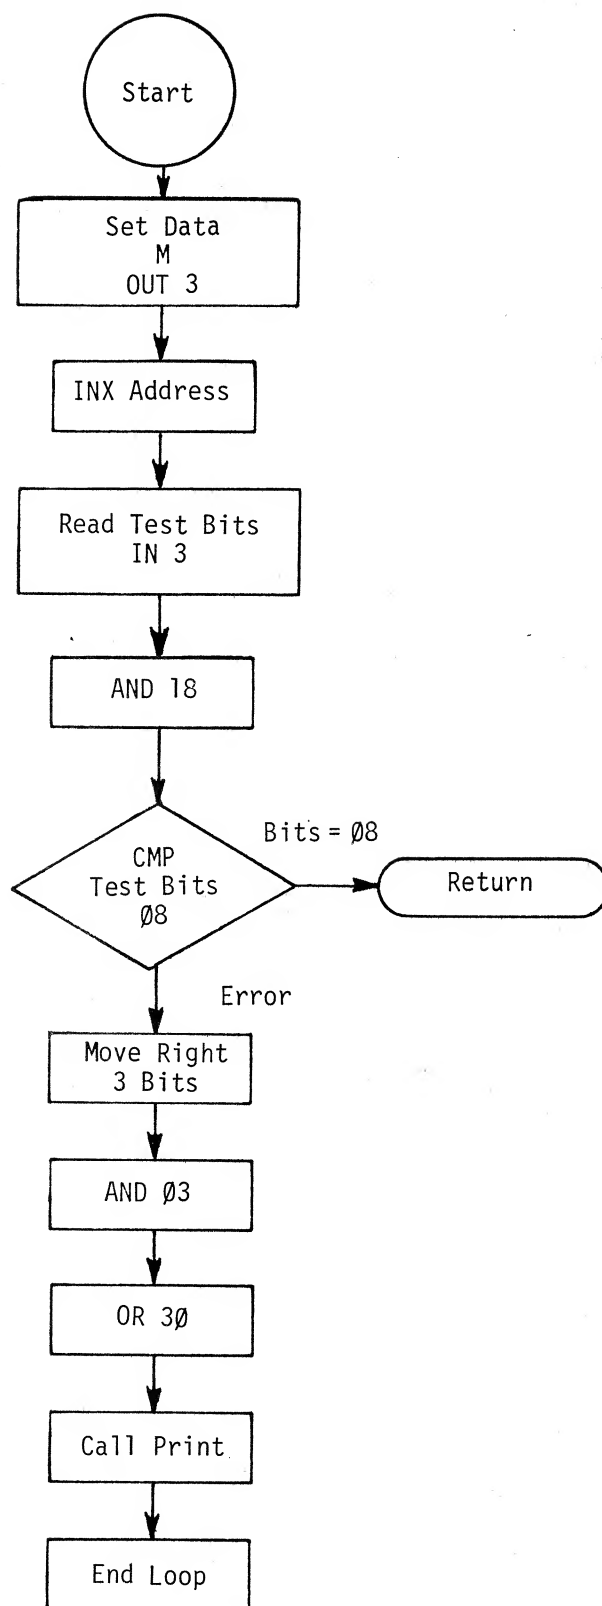 Start
Set Data
M
OUT 3
INX Address
Read Test Bits
IN 3
AND 18
CMP
Test Bits
Ø8
Bits = Ø8
Return
Error
Move Right
3 Bits
AND Ø3
OR 3Ø
Call Print
End Loop